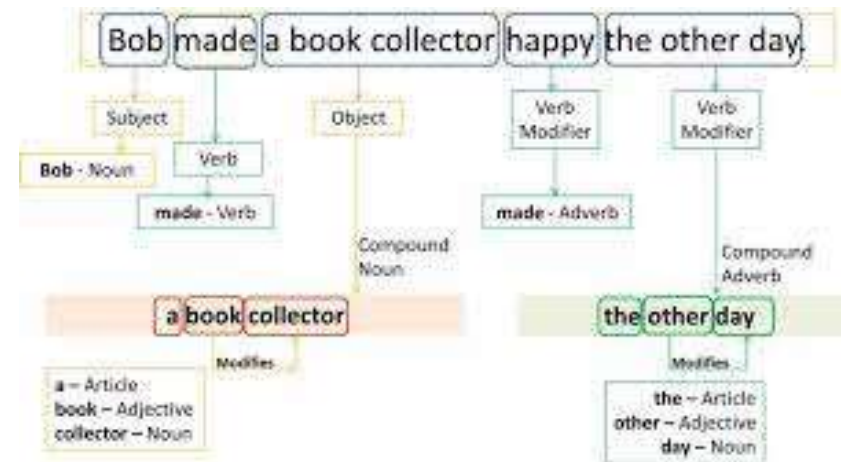 Bob made a book collector happy the other day.
Subject
Object
Verb
Modifier
Verb
Modifier
Bob - Noun
Verb
made - Verb
made - Adverb
Compound
Noun
Compound
Adverb
a book collector
the other day
Modifies
Modifies
a – Article
book – Adjective
collector – Noun
the – Article
other – Adjective
day – Noun